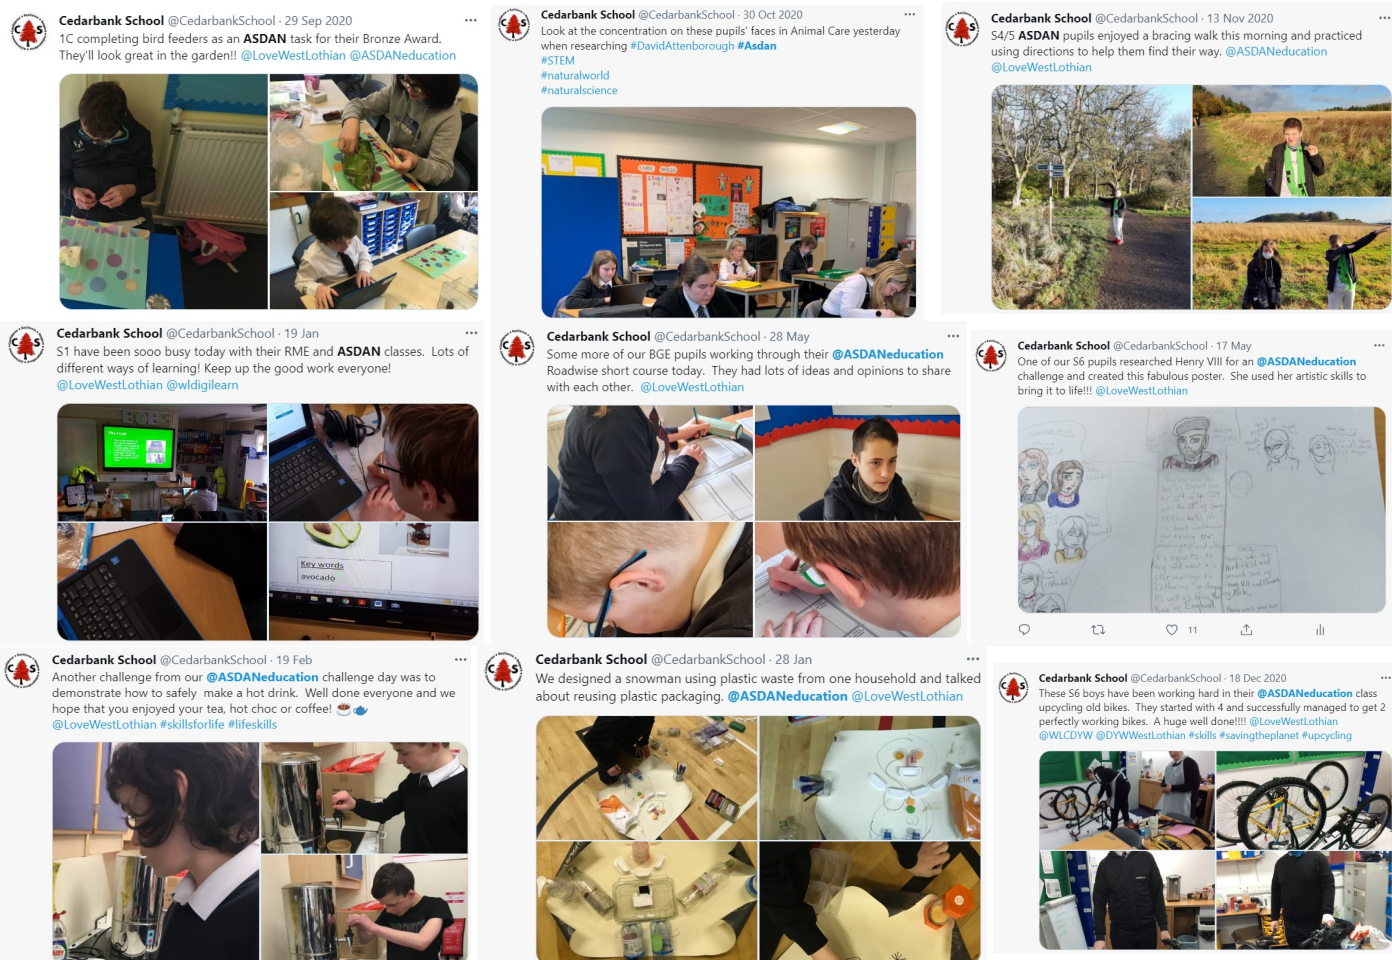 Cedarbank School @CedarbankSchool · 29 Sep 2020
1C completing bird feeders as an ASDAN task for their Bronze Award.
They'll look great in the garden!! @LoveWestLothian @ASDANeducation
Cedarbank School @CedarbankSchool · 30 Oct 2020
Look at the concentration on these pupils' faces in Animal Care yesterday
when researching #DavidAttenborough #Asdan
#STEM
#naturalworld
#naturalscience
Cedarbank School @CedarbankSchool · 13 Nov 2020
S4/5 ASDAN pupils enjoyed a bracing walk this morning and practiced
using directions to help them find their way. @ASDANeducation
@LoveWestLothian
Cedarbank School @CedarbankSchool · 19 Jan
S1 have been sooo busy today with their RME and ASDAN classes. Lots of
different ways of learning! Keep up the good work everyone!
@LoveWestLothian @wldigilearn
Key words
avocado
Cedarbank School @CedarbankSchool · 28 May
Some more of our BGE pupils working through their @ASDANeducation
Roadwise short course today. They had lots of ideas and opinions to share
with each other. @LoveWestLothian
Cedarbank School @CedarbankSchool · 17 May
One of our S6 pupils researched Henry VIII for an @ASDANeducation
challenge and created this fabulous poster. She used her artistic skills to
bring it to life!!! @LoveWestLothian
11
Cedarbank School @CedarbankSchool · 19 Feb
Another challenge from our @ASDANeducation challenge day was to
demonstrate how to safely make a hot drink. Well done everyone and we
hope that you enjoyed your tea, hot choc or coffee! ☕🫖
@LoveWestLothian #skillsforlife #lifeskills
Cedarbank School @CedarbankSchool · 28 Jan
We designed a snowman using plastic waste from one household and talked
about reusing plastic packaging. @ASDANeducation @LoveWestLothian
Cedarbank School @CedarbankSchool · 18 Dec 2020
These S6 boys have been working hard in their @ASDANeducation class
upcycling old bikes. They started with 4 and successfully managed to get 2
perfectly working bikes. A huge well done!!!! @LoveWestLothian
@WLCDYW @DYWWestLothian #skills #savingtheplanet #upcycling